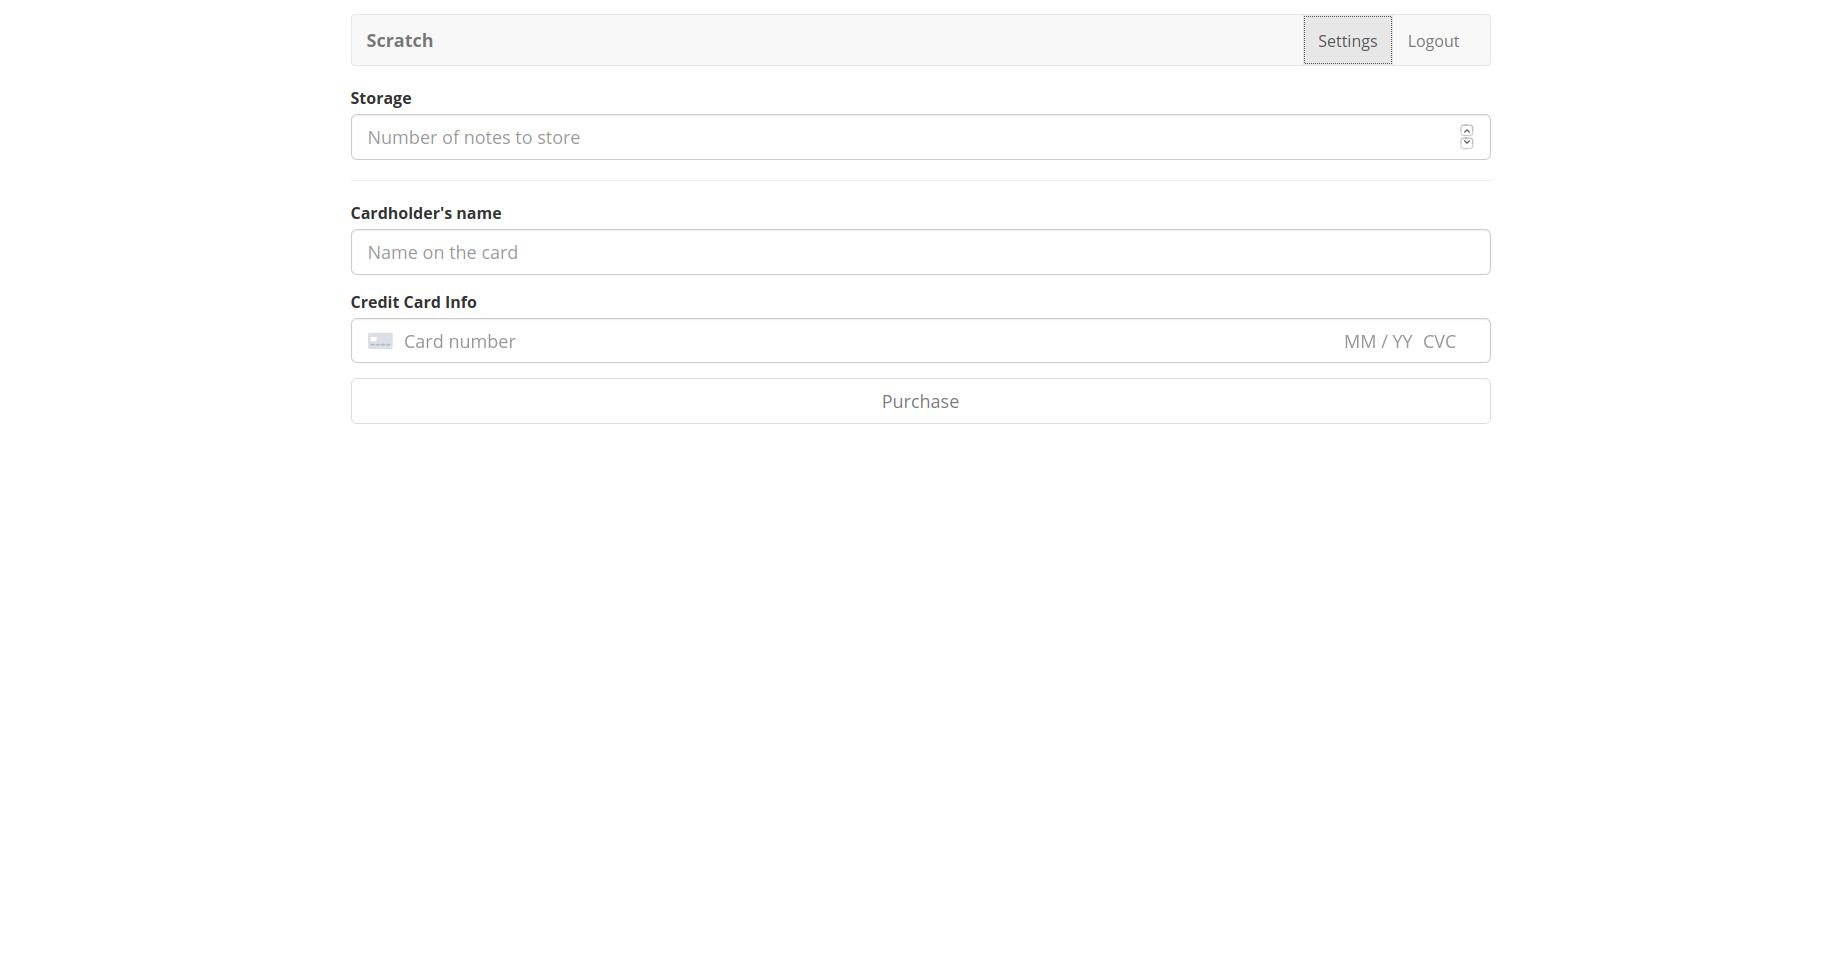 Scratch Settings Logout
Storage
Number of notes to store
Cardholder's name
Name on the card
Credit Card Info
Card number MM / YY CVC
Purchase